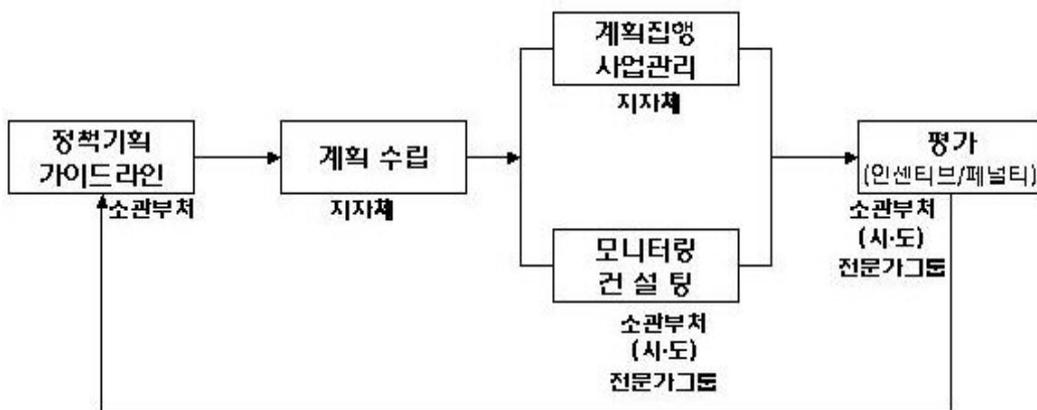 정책기획
가이드라인
소관부처
계획 수립
지자체
계획집행
사업관리
지자체
모니터링
컨 설 팅
소관부처
(시·도)
전문가그룹
평가
(인센티브/페널티)
소관부처
(시·도)
전문가그룹